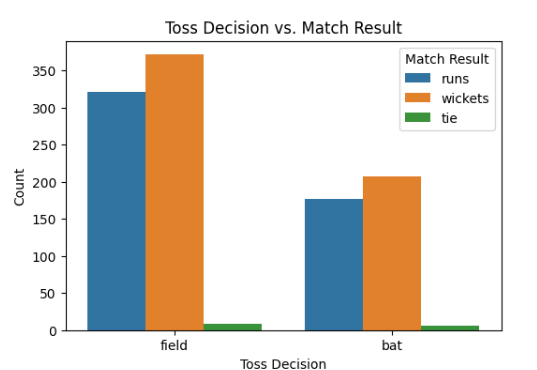 Toss Decision vs. Match Result
Match Result
runs
wickets
tie
Count
350
300
250
200
150
100
50
0
field
bat
Toss Decision